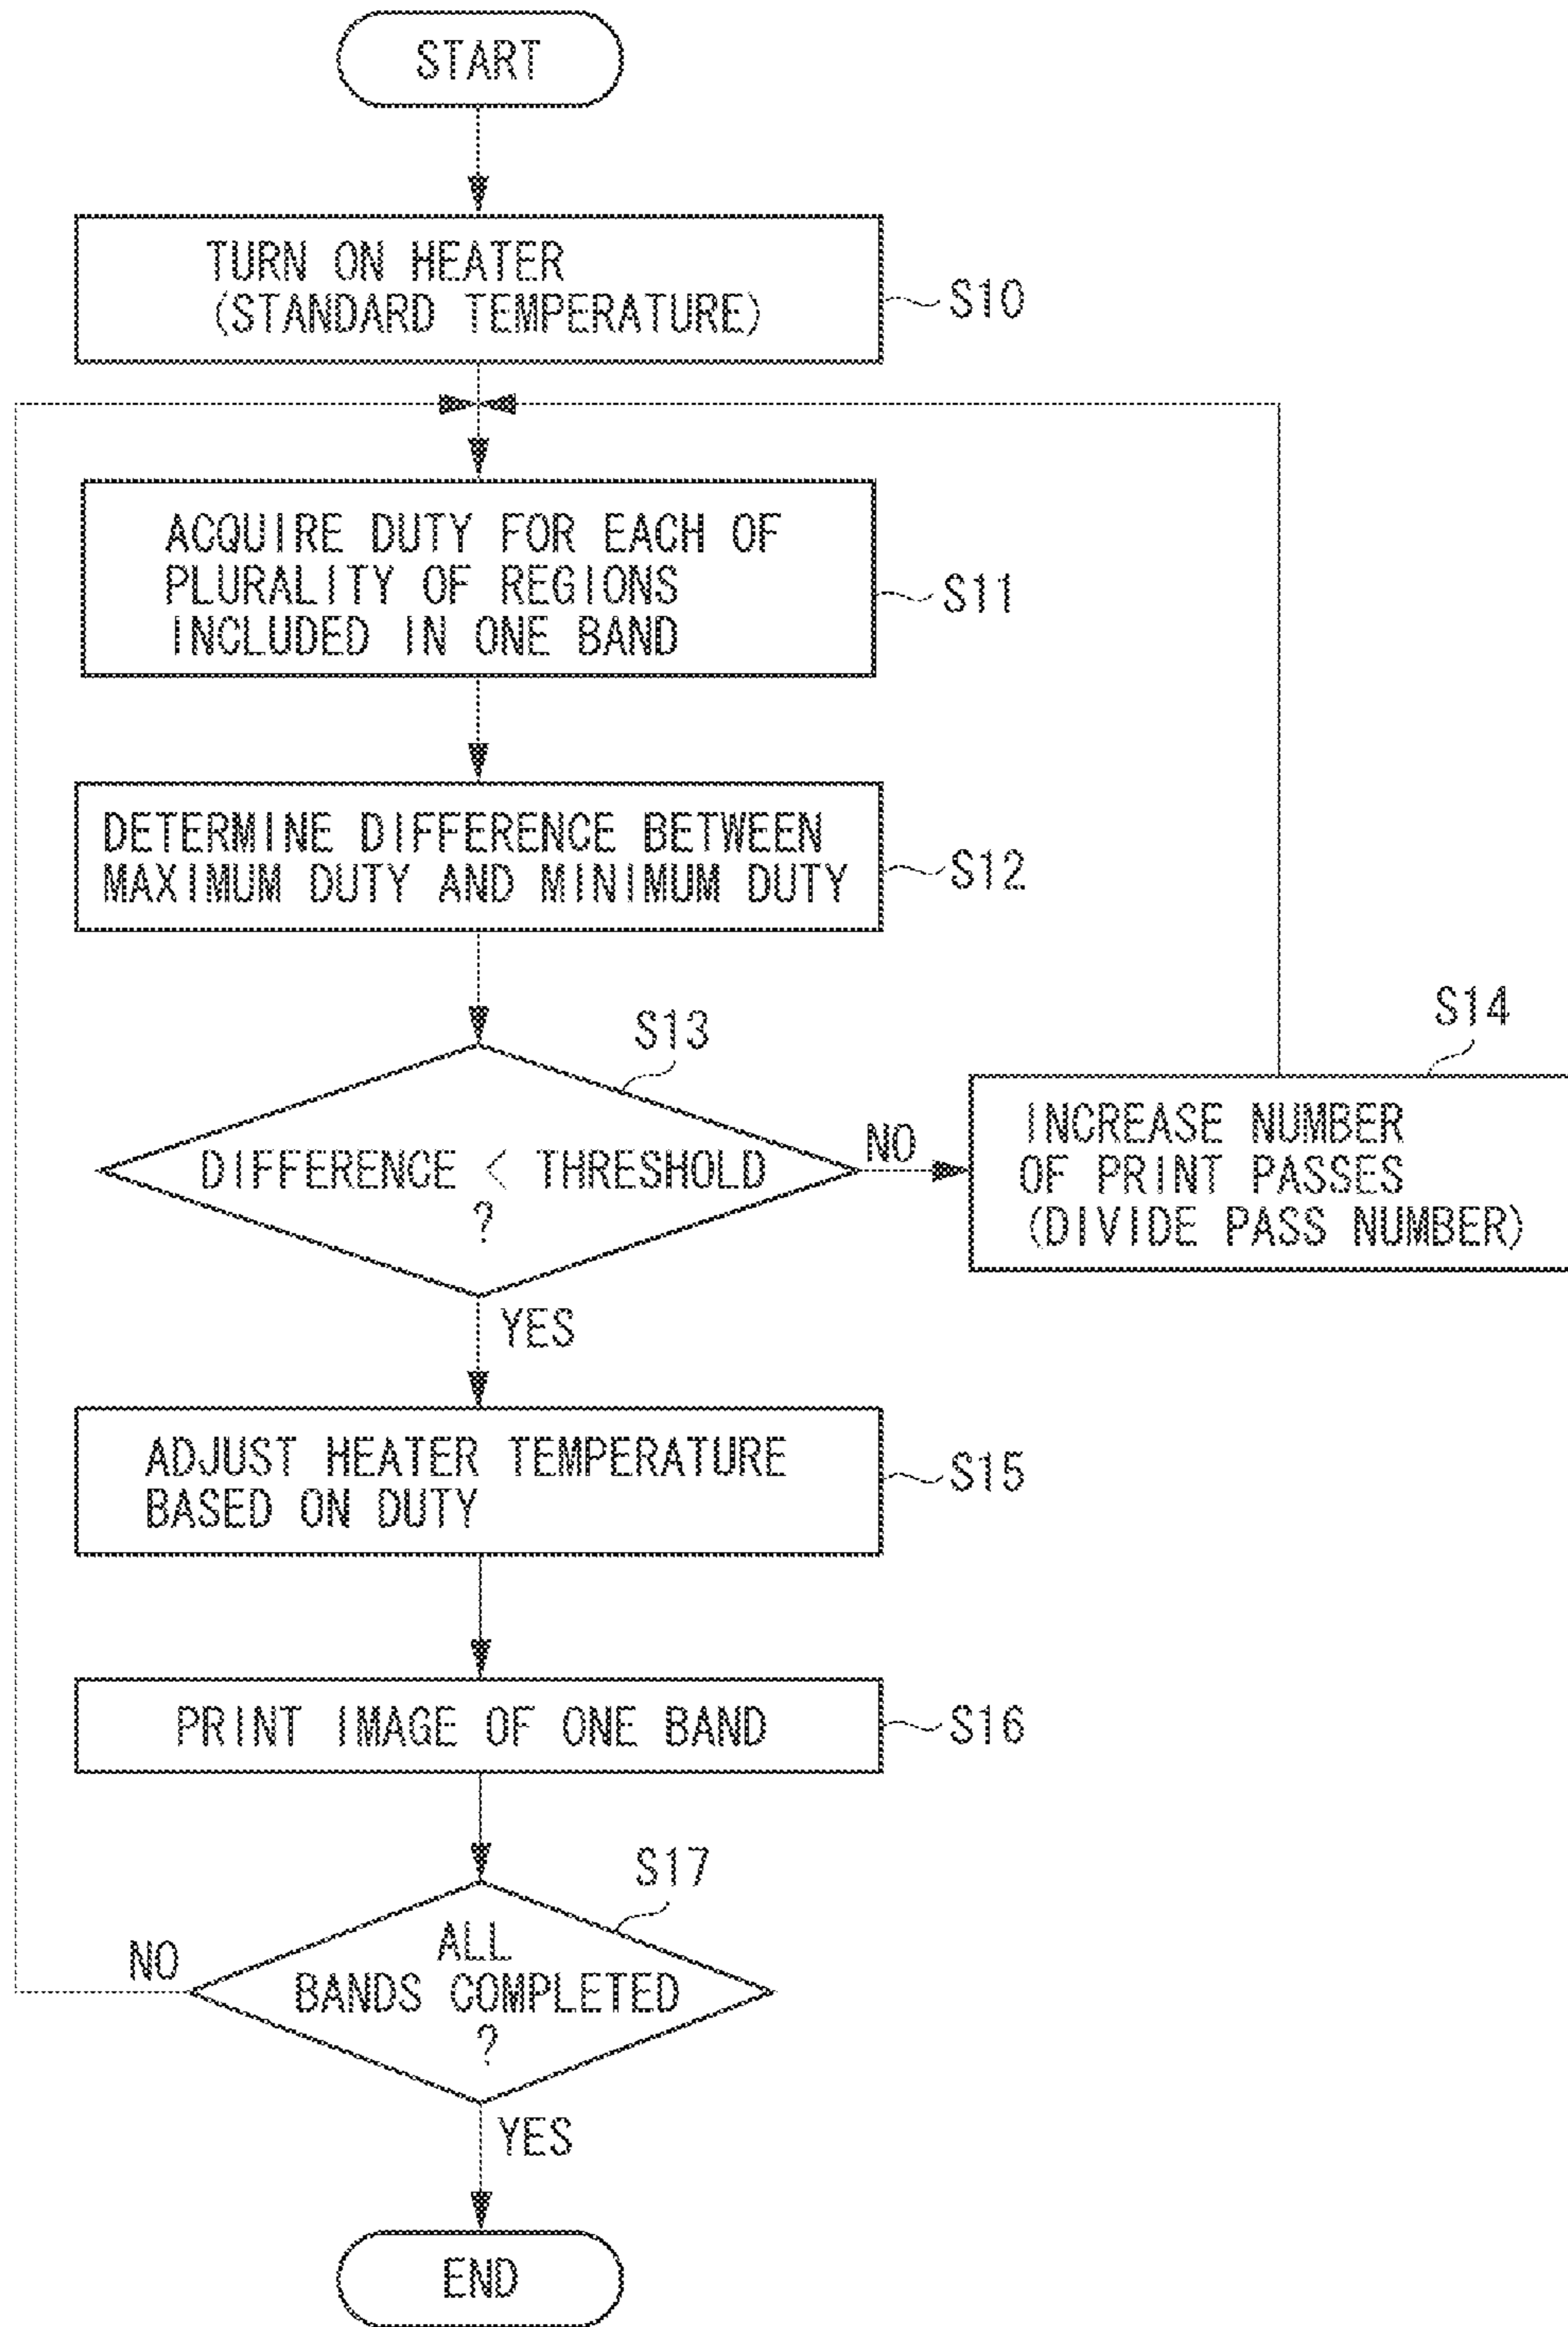 START
TURN ON HEATER
(STANDARD TEMPERATURE)
S10
ACQUIRE DUTY FOR EACH OF
PLURALITY OF REGIONS
INCLUDED IN ONE BAND
S11
DETERMINE DIFFERENCE BETWEEN
MAXIMUM DUTY AND MINIMUM DUTY
S12
S13
DIFFERENCE < THRESHOLD
?
NO
YES
S14
INCREASE NUMBER
OF PRINT PASSES
(DIVIDE PASS NUMBER)
ADJUST HEATER TEMPERATURE
BASED ON DUTY
S15
PRINT IMAGE OF ONE BAND
S16
S17
ALL
BANDS COMPLETED
?
NO
YES
END